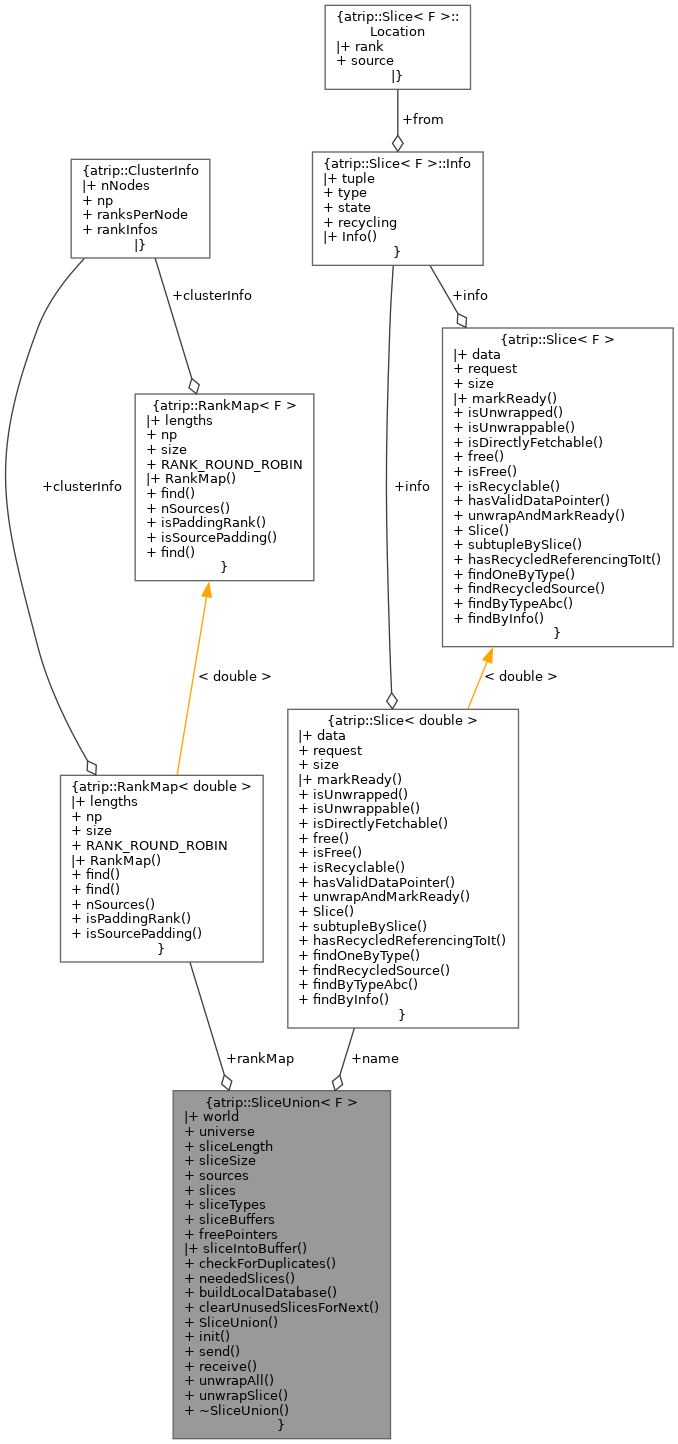 {atrip::Slice< F >::
Location
|+ rank
+ source
|}
+from
{atrip::ClusterInfo
|+ nNodes
+ np
+ ranksPerNode
+ rankInfos
|}
{atrip::Slice< F >::Info
|+ tuple
+ type
+ state
+ recycling
|+ Info()
}
+clusterInfo
+info
{atrip::Slice< F >
|+ data
+ request
+ size
|+ markReady()
+ isUnwrapped()
+ isUnwrappable()
+ isDirectlyFetchable()
+ free()
+ isFree()
+ isRecyclable()
+ hasValidDataPointer()
+ unwrapAndMarkReady()
+ Slice()
+ subtupleBySlice()
+ hasRecycledReferencingToIt()
+ findOneByType()
+ findRecycledSource()
+ findByTypeAbc()
+ findByInfo()
}
{atrip::RankMap< F >
|+ lengths
+ np
+ size
+ RANK_ROUND_ROBIN
|+ RankMap()
+ find()
+ nSources()
+ isPaddingRank()
+ isSourcePadding()
+ find()
}
+clusterInfo
+info
< double >
< double >
{atrip::Slice< double >
|+ data
+ request
+ size
|+ markReady()
+ isUnwrapped()
+ isUnwrappable()
+ isDirectlyFetchable()
+ free()
+ isFree()
+ isRecyclable()
+ hasValidDataPointer()
+ unwrapAndMarkReady()
+ Slice()
+ subtupleBySlice()
+ hasRecycledReferencingToIt()
+ findOneByType()
+ findRecycledSource()
+ findByTypeAbc()
+ findByInfo()
}
{atrip::RankMap< double >
|+ lengths
+ np
+ size
+ RANK_ROUND_ROBIN
|+ RankMap()
+ find()
+ find()
+ nSources()
+ isPaddingRank()
+ isSourcePadding()
}
+rankMap
+name
{atrip::SliceUnion< F >
|+ world
+ universe
+ sliceLength
+ sliceSize
+ sources
+ slices
+ sliceTypes
+ sliceBuffers
+ freePointers
|+ sliceIntoBuffer()
+ checkForDuplicates()
+ neededSlices()
+ buildLocalDatabase()
+ clearUnusedSlicesForNext()
+ SliceUnion()
+ init()
+ send()
+ receive()
+ unwrapAll()
+ unwrapSlice()
+ ~SliceUnion()
}